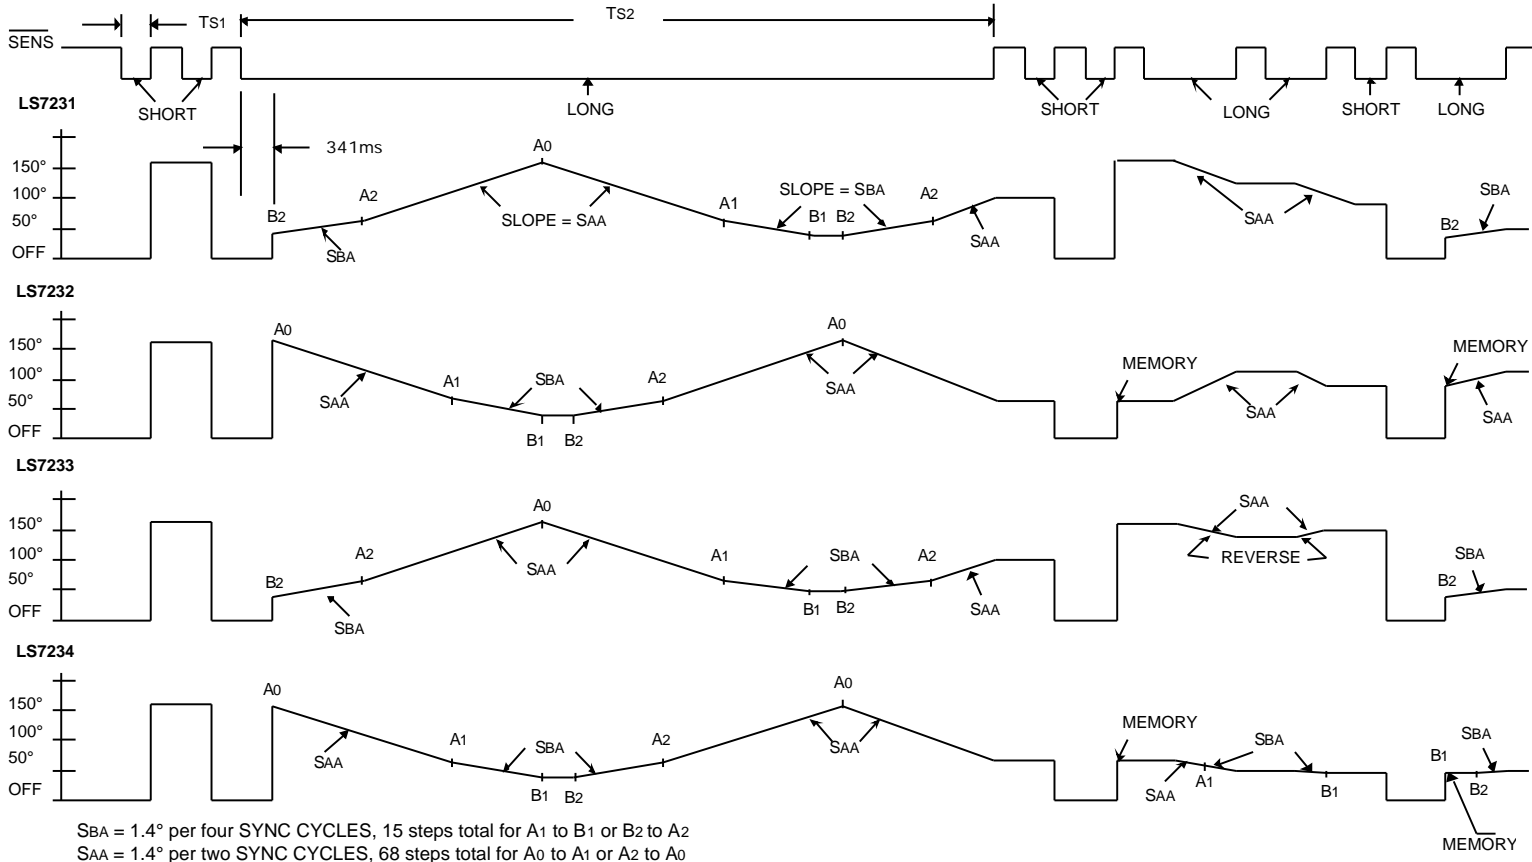 TS1
TS2
SENS
SHORT
LONG
SHORT
LONG
SHORT
LONG
LS7231
341ms
150°
100°
50°
OFF
B2
A2
A0
A1
B1 B2
A2
SBA
SLOPE = SAA
SLOPE = SBA
SAA
SAA
B2
SBA
LS7232
150°
100°
50°
OFF
A0
SAA
A1
SBA
A2
B1 B2
A0
SAA
MEMORY
SAA
MEMORY
SAA
LS7233
150°
100°
50°
OFF
B2
A2
A0
SBA
SAA
A1
SBA
A2
B1 B2
SAA
SAA
REVERSE
B2
SBA
LS7234
150°
100°
50°
OFF
A0
SAA
A1
SBA
A2
B1 B2
A0
SAA
MEMORY
SAA
A1
SBA
B1
B1
SBA
B2
MEMORY
SBA = 1.4° per four SYNC CYCLES, 15 steps total for A1 to B1 or B2 to A2
SAA = 1.4° per two SYNC CYCLES, 68 steps total for A0 to A1 or A2 to A0